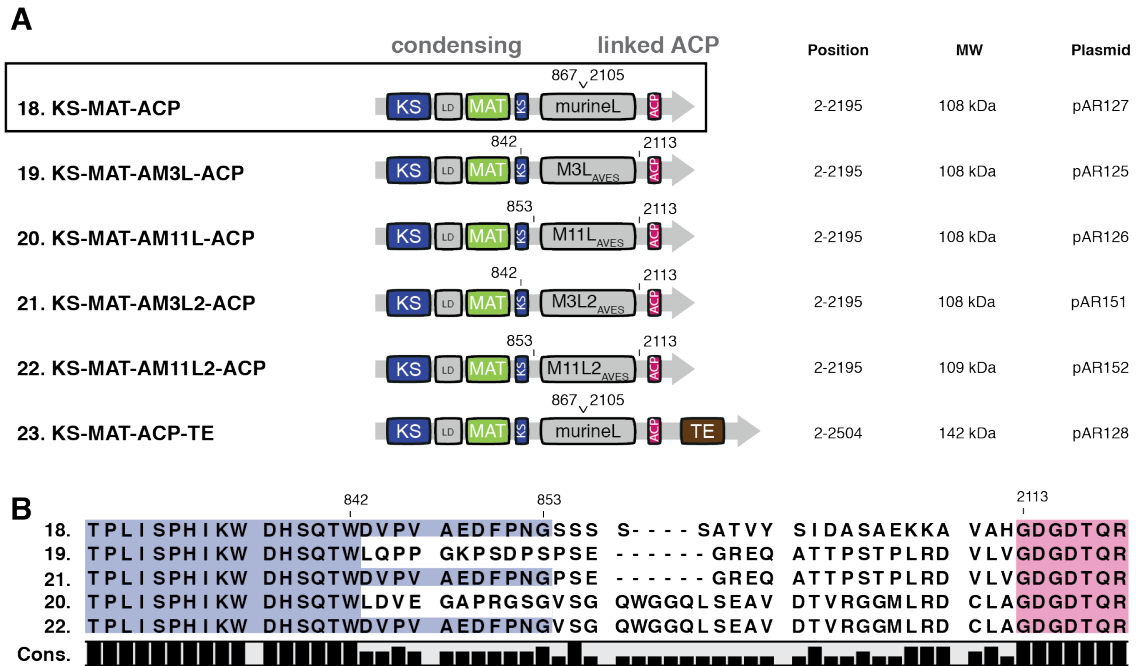 A
condensing linked ACP Position MW Plasmid
867 2105
18. KS-MAT-ACP KS LD MAT KS murineL ACP 2-2195 108 kDa pAR127
842 2113
19. KS-MAT-AM3L-ACP KS LD MAT KS M3LAVES ACP 2-2195 108 kDa pAR125
853 2113
20. KS-MAT-AM11L-ACP KS LD MAT KS M11LAVES ACP 2-2195 108 kDa pAR126
842 2113
21. KS-MAT-AM3L2-ACP KS LD MAT KS M3L2AVES ACP 2-2195 108 kDa pAR151
853 2113
22. KS-MAT-AM11L2-ACP KS LD MAT KS M11L2AVES ACP 2-2195 109 kDa pAR152
867 2105
23. KS-MAT-ACP-TE KS LD MAT KS murineL ACP TE 2-2504 142 kDa pAR128
B
842 853 2113
18. TPLISPHIKW DHSQTWDVPV AEDFPNGSSS S----SATVY SIDASAEKKA VAHGDGDTQR
19. TPLISPHIKW DHSQTWLQPP GKPSDPSPSE ------GREQ ATTPSTPLRD VLVGDGDTQR
21. TPLISPHIKW DHSQTWDVPV AEDFPNGPSE ------GREQ ATTPSTPLRD VLVGDGDTQR
20. TPLISPHIKW DHSQTWLDVE GAPRGSGVSG QWGGQLSEAV DTVRGGMLRD CLAGDGDTQR
22. TPLISPHIKW DHSQTWDVPV AEDFPNGVSG QWGGQLSEAV DTVRGGMLRD CLAGDGDTQR
Cons.